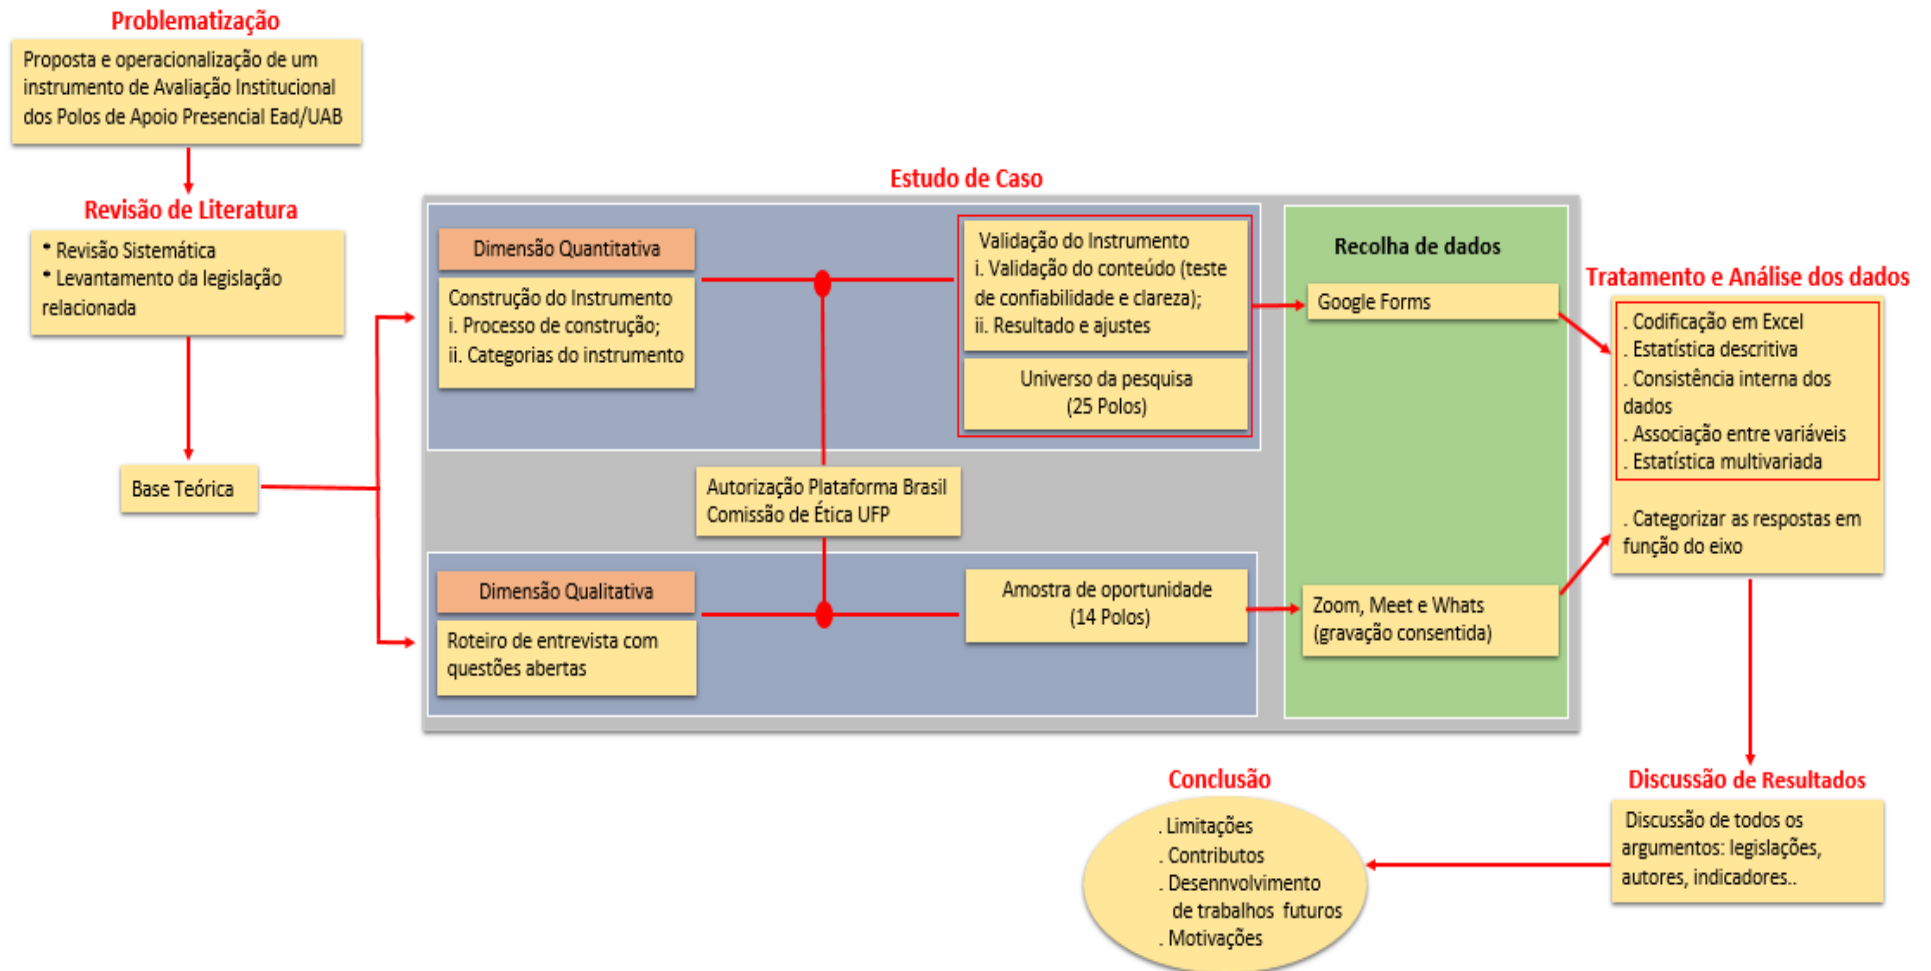 Problematização
Proposta e operacionalização de um
instrumento de Avaliação Institucional
dos Polos de Apoio Presencial Ead/UAB
Revisão de Literatura
* Revisão Sistemática
* Levantamento da legislação
relacionada
Base Teórica
Estudo de Caso
Dimensão Quantitativa
Construção do Instrumento
i. Processo de construção;
ii. Categorias do instrumento
Validação do Instrumento
i. Validação do conteúdo (teste
de confiabilidade e clareza);
ii. Resultado e ajustes
Universo da pesquisa
(25 Polos)
Autorização Plataforma Brasil
Comissão de Ética UFP
Dimensão Qualitativa
Roteiro de entrevista com
questões abertas
Amostra de oportunidade
(14 Polos)
Recolha de dados
Google Forms
Zoom, Meet e Whats
(gravação consentida)
Tratamento e Análise dos dados
. Codificação em Excel
. Estatística descritiva
. Consistência interna dos
dados
. Associação entre variáveis
. Estatística multivariada
. Categorizar as respostas em
função do eixo
Discussão de Resultados
Discussão de todos os
argumentos: legislações,
autores, indicadores..
Conclusão
. Limitações
. Contributos
. Desennvolvimento
de trabalhos futuros
. Motivações